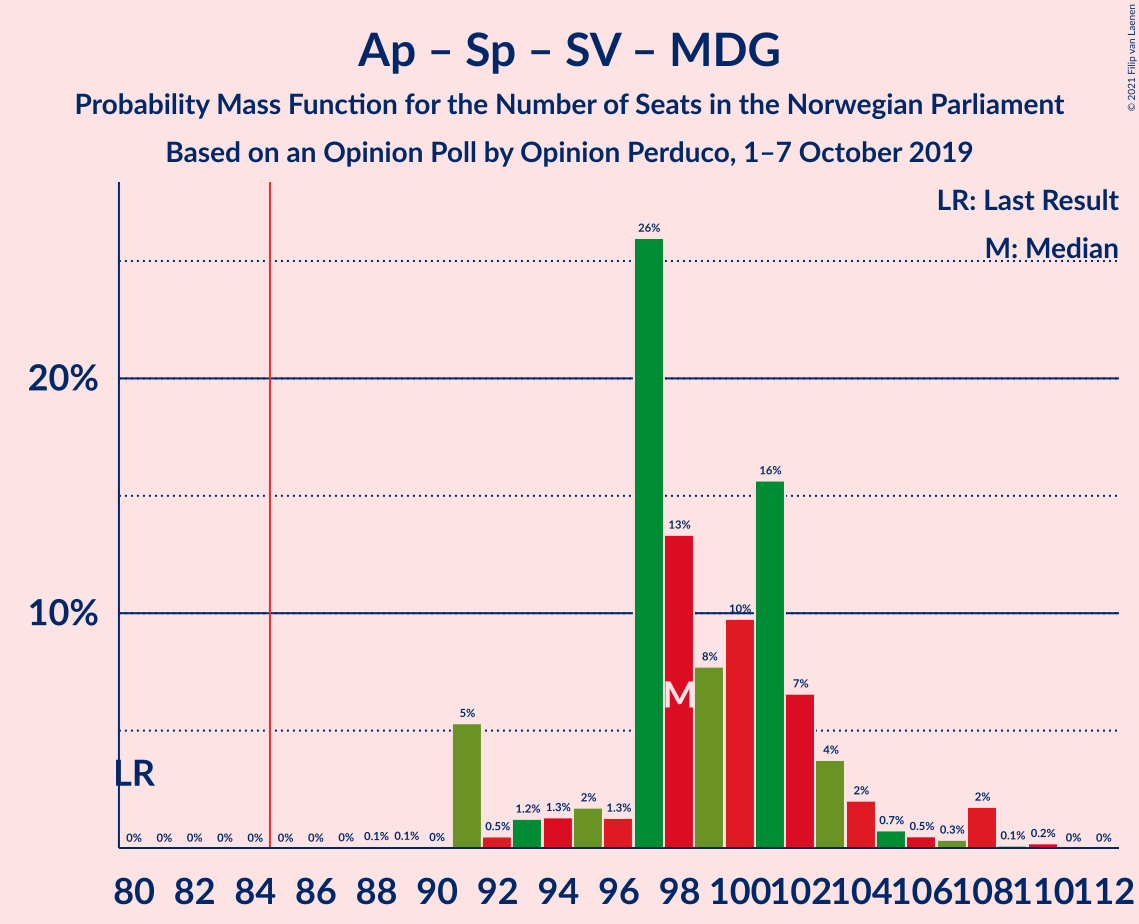 Ap – Sp – SV – MDG
Probability Mass Function for the Number of Seats in the Norwegian Parliament
Based on an Opinion Poll by Opinion Perduco, 1–7 October 2019
© 2021 Filip van Laenen
LR: Last Result
M: Median
26%
20%
16%
13%
10%
10%
8%
7%
M
5%
4%
LR
2%
2%
2%
0% 0% 0% 0% 0% 0% 0% 0% 0.1% 0.1% 0% 0.5% 1.2% 1.3% 1.3% 0.7% 0.5% 0.3% 0.1% 0.2% 0% 0%
80 82 84 86 88 90 92 94 96 98 100 102 104 106 108 110 112